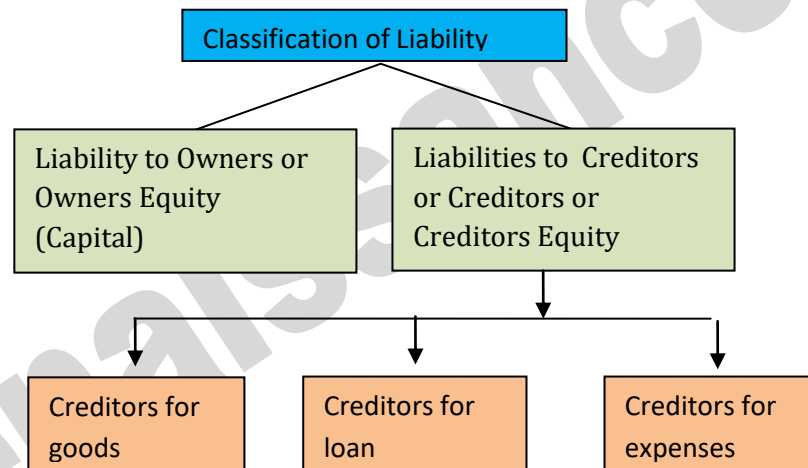 Classification of Liability
Liability to Owners or
Owners Equity
(Capital)
Liabilities to Creditors
or Creditors or
Creditors Equity
Creditors for
goods
Creditors for
loan
Creditors for
expenses